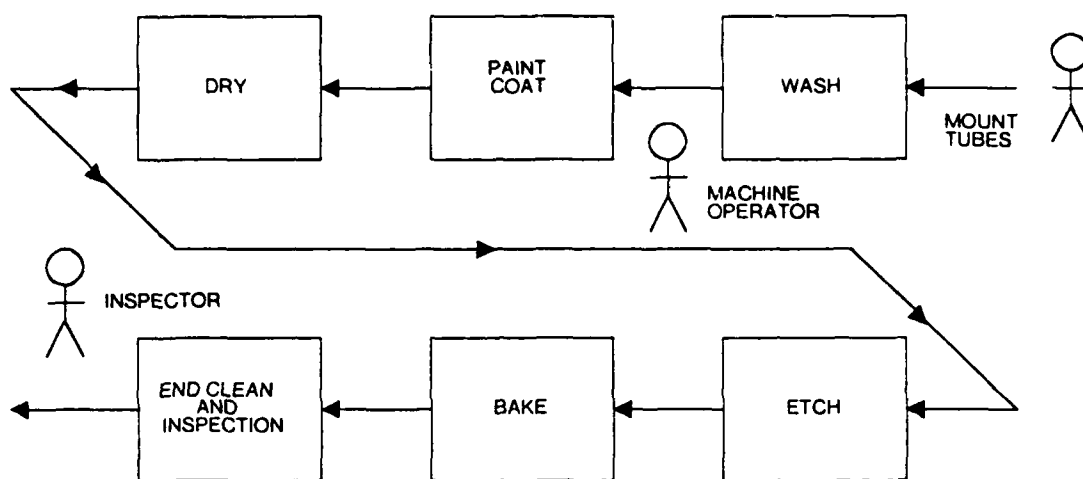 DRY
PAINT
COAT
WASH
MOUNT
TUBES
MACHINE
OPERATOR
INSPECTOR
END CLEAN
AND
INSPECTION
BAKE
ETCH